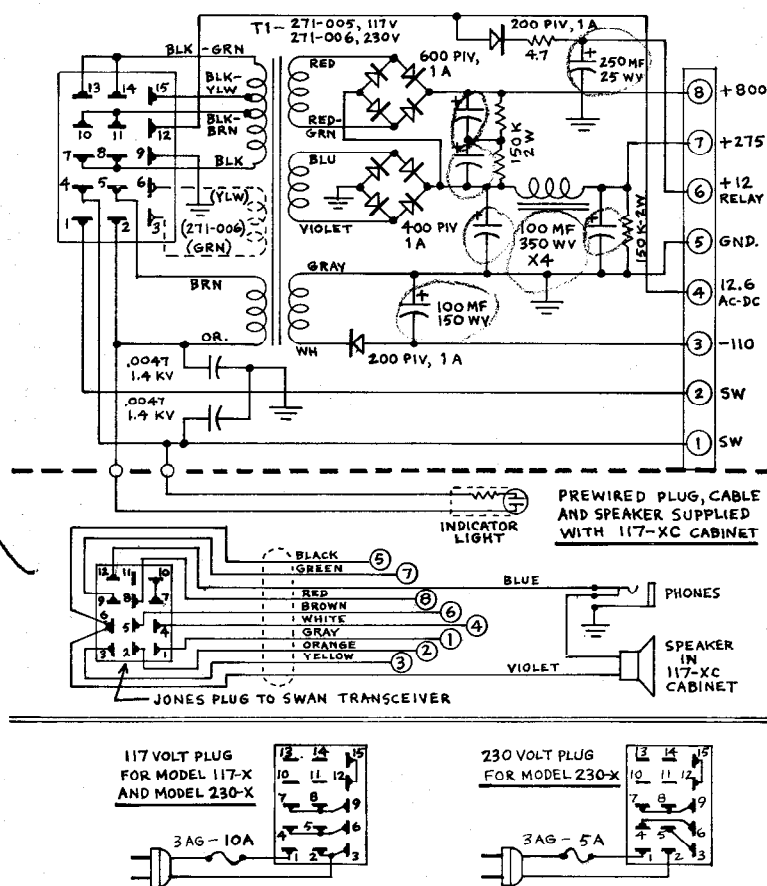 T1- 271-005, 117V
271-006, 230V
200 PIV, 1A
4.7
250 MF
25 WV
BLK-GRN
BLK-
YLW
BLK-
BRN
BLK
RED
RED-
GRN
600 PIV,
1A
150 K
2W
8 +800
7 +275
6 +12
RELAY
5 GND.
4 12.6
AC-DC
3 -110
2 SW
1 SW
13 14 15
10 11 12
7 8 9
4 5 6
1 2 3
(YLW)
(271-006)
(GRN)
BLU
VIOLET
400 PIV
1A
100 MF
350 WV
X4
150K-2W
GRAY
BRN
OR.
WH
100 MF
150 WV
200 PIV, 1A
.0047
1.4 KV
.0047
1.4 KV
INDICATOR
LIGHT
PREWIRED PLUG, CABLE
AND SPEAKER SUPPLIED
WITH 117-XC CABINET
12 11 10
9 8 7
6 5 4
3 2 1
BLACK 5
GREEN 7
BLUE
RED 8
BROWN 6
WHITE 4
GRAY 1
ORANGE 2
YELLOW 3
VIOLET
PHONES
SPEAKER
IN
117-XC
CABINET
JONES PLUG TO SWAN TRANSCEIVER
117 VOLT PLUG
FOR MODEL 117-X
AND MODEL 230-X
3AG-10A
13 14 15
10 11 12
7 8 9
4 5 6
1 2 3
230 VOLT PLUG
FOR MODEL 230-X
3AG-5A
13 14 15
10 11 12
7 8 9
4 5 6
1 2 3